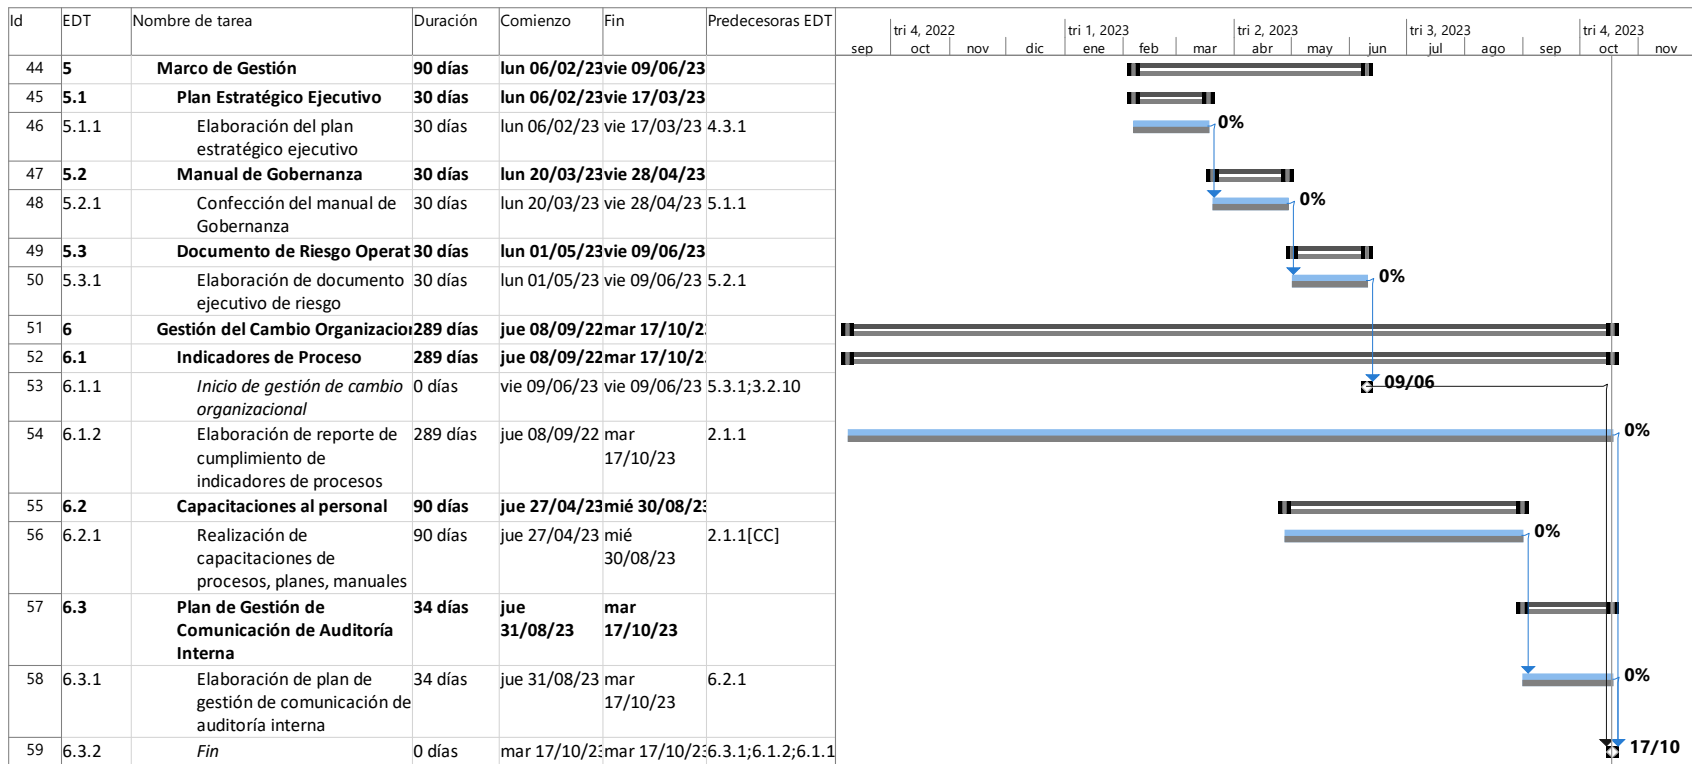 Id EDT Nombre de tarea Duración Comienzo Fin Predecesoras EDT
tri 4, 2022 tri 1, 2023 tri 2, 2023 tri 3, 2023 tri 4, 2023
sep oct nov dic ene feb mar abr may jun jul ago sep oct nov
44 5 Marco de Gestión 90 días lun 06/02/23 vie 09/06/23
45 5.1 Plan Estratégico Ejecutivo 30 días lun 06/02/23 vie 17/03/23
46 5.1.1 Elaboración del plan 30 días lun 06/02/23 vie 17/03/23 4.3.1 0%
estratégico ejecutivo
47 5.2 Manual de Gobernanza 30 días lun 20/03/23 vie 28/04/23
48 5.2.1 Confección del manual de 30 días lun 20/03/23 vie 28/04/23 5.1.1 0%
Gobernanza
49 5.3 Documento de Riesgo Operat 30 días lun 01/05/23 vie 09/06/23
50 5.3.1 Elaboración de documento 30 días lun 01/05/23 vie 09/06/23 5.2.1 0%
ejecutivo de riesgo
51 6 Gestión del Cambio Organizacion 289 días jue 08/09/22 mar 17/10/2
52 6.1 Indicadores de Proceso 289 días jue 08/09/22 mar 17/10/2
53 6.1.1 Inicio de gestión de cambio 0 días vie 09/06/23 vie 09/06/23 5.3.1;3.2.10 09/06
organizacional
54 6.1.2 Elaboración de reporte de 289 días jue 08/09/22 mar 2.1.1 0%
cumplimiento de 17/10/23
indicadores de procesos
55 6.2 Capacitaciones al personal 90 días jue 27/04/23 mié 30/08/23
56 6.2.1 Realización de 90 días jue 27/04/23 mié 2.1.1[CC] 0%
capacitaciones de 30/08/23
procesos, planes, manuales
57 6.3 Plan de Gestión de 34 días jue mar
Comunicación de Auditoría 31/08/23 17/10/23
Interna
58 6.3.1 Elaboración de plan de 34 días jue 31/08/23 mar 6.2.1 0%
gestión de comunicación de 17/10/23
auditoría interna
59 6.3.2 Fin 0 días mar 17/10/23 mar 17/10/23 6.3.1;6.1.2;6.1.1 17/10